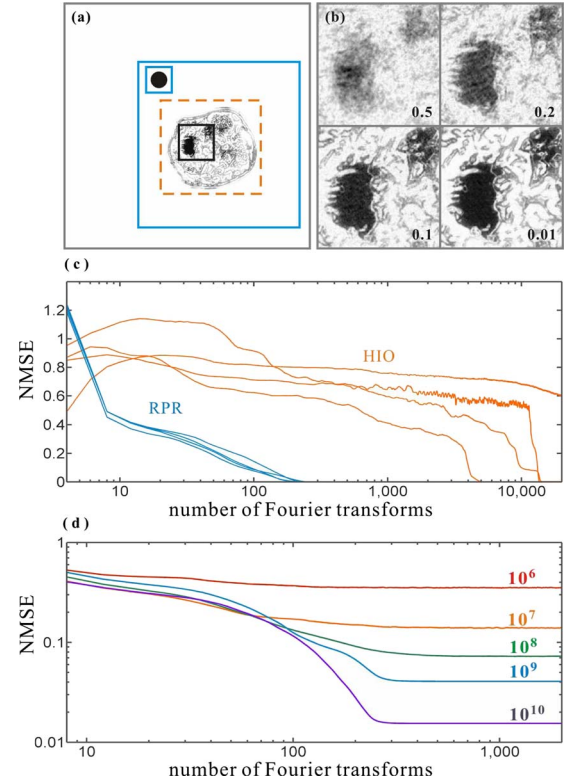 (a)
(b)
0.5
0.2
0.1
0.01
(c)
NMSE
1.2
1
0.8
0.6
0.4
0.2
0
HIO
RPR
10
100
1,000
10,000
number of Fourier transforms
(d)
NMSE
1
0.1
0.01
10⁶
10⁷
10⁸
10⁹
10¹⁰
10
100
1,000
number of Fourier transforms